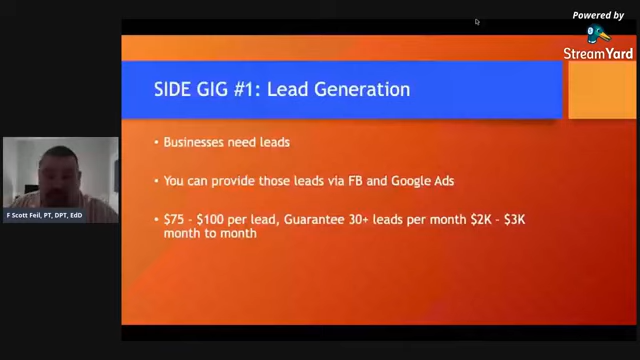 Powered by
StreamYard
SIDE GIG #1: Lead Generation
• Businesses need leads
• You can provide those leads via FB and Google Ads
• $75 - $100 per lead, Guarantee 30+ leads per month $2K – $3K
month to month
F Scott Feil, PT, DPT, EdD